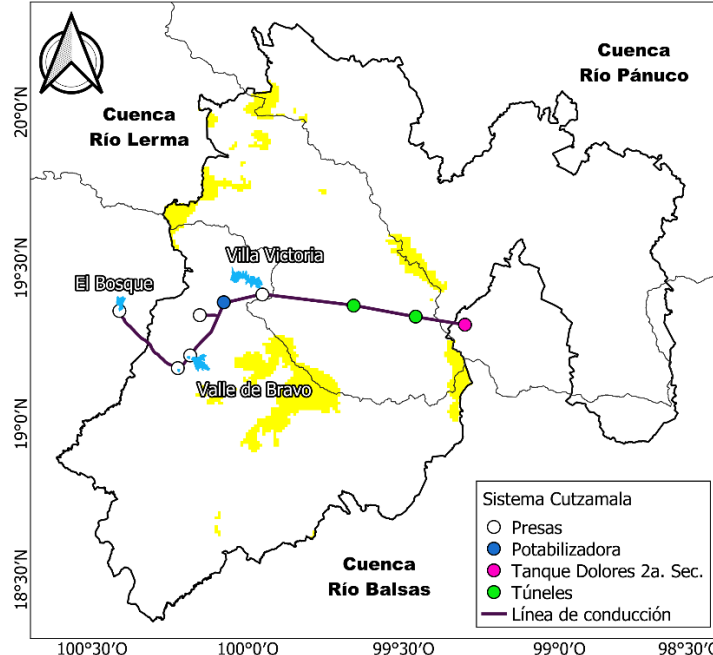 Cuenca
Río Pánuco
Cuenca
Río Lerma
Villa Victoria
El Bosque
Valle de Bravo
Cuenca
Río Balsas
Sistema Cutzamala
Presas
Potabilizadora
Tanque Dolores 2a. Sec.
Túneles
Línea de conducción
20°0'N
19°30'N
19°0'N
18°30'N
100°30'O
100°0'O
99°30'O
99°0'O
98°30'O